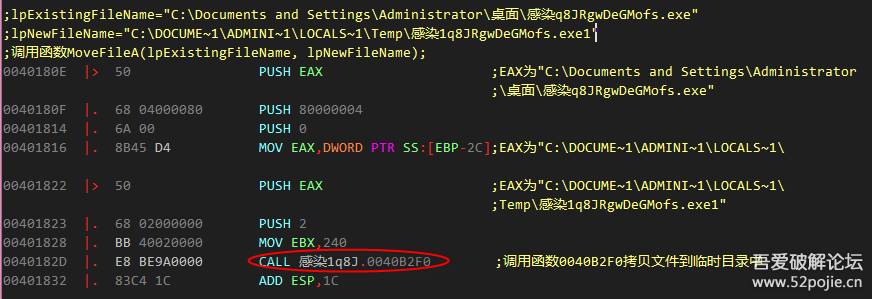 ;lpExistingFileName="C:\Documents and Settings\Administrator\桌面\感染q8JRgwDeGMofs.exe"
;lpNewFileName="C:\DOCUME~1\ADMINI~1\LOCALS~1\Temp\感染1q8JRgwDeGMofs.exe1"
;调用函数MoveFileA(lpExistingFileName, lpNewFileName);
0040180E |> 50 PUSH EAX ;EAX为"C:\Documents and Settings\Administrator
;\桌面\感染q8JRgwDeGMofs.exe"
0040180F |. 68 04000080 PUSH 80000004
00401814 |. 6A 00 PUSH 0
00401816 |. 8B45 D4 MOV EAX,DWORD PTR SS:[EBP-2C];EAX为"C:\DOCUME~1\ADMINI~1\LOCALS~1\
00401822 |> 50 PUSH EAX ;EAX为"C:\DOCUME~1\ADMINI~1\LOCALS~1\
;Temp\感染1q8JRgwDeGMofs.exe1"
00401823 |. 68 02000000 PUSH 2
00401828 |. BB 40020000 MOV EBX,240
0040182D |. E8 BE9A0000 CALL 感染1q8J.0040B2F0 ;调用函数0040B2F0拷贝文件到临时目录中
00401832 |. 83C4 1C ADD ESP,1C
吾爱破解论坛
www.52pojie.cn